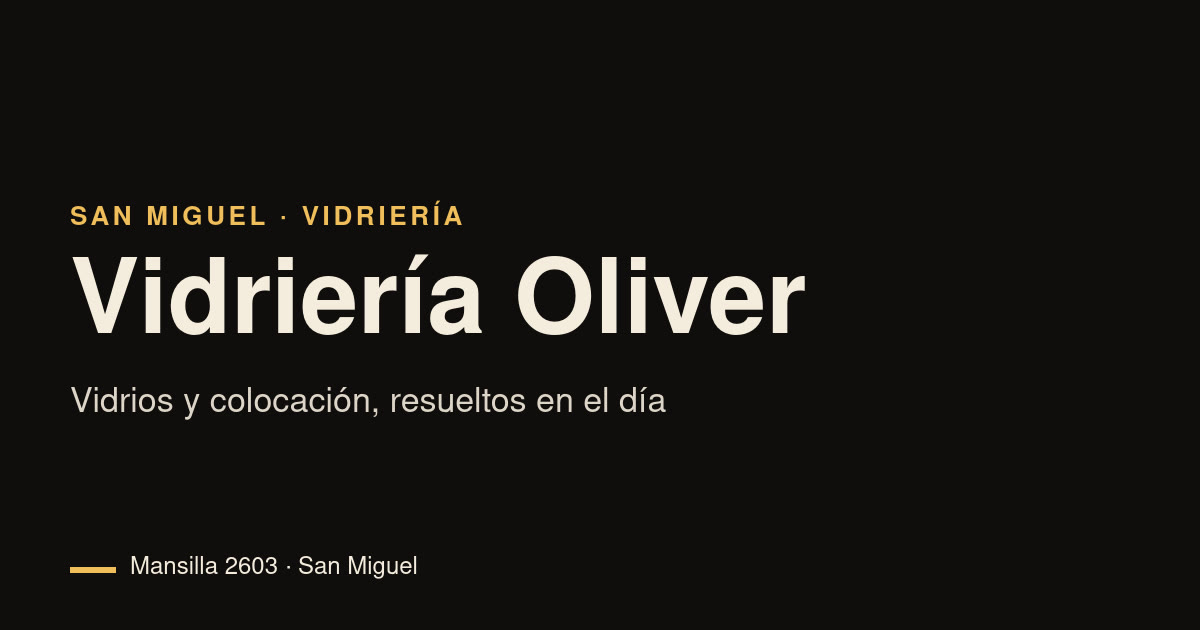 SAN MIGUEL · VIDRIERÍA
Vidriería Oliver
Vidrios y colocación, resueltos en el día
Mansilla 2603 · San Miguel